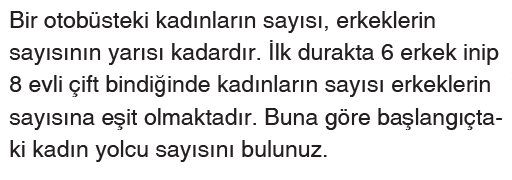 Bir otobüsteki kadınların sayısı, erkeklerin
sayısının yarısı kadardır. İlk durakta 6 erkek inip
8 evli çift bindiğinde kadınların sayısı erkeklerin
sayısına eşit olmaktadır. Buna göre başlangıçta-
ki kadın yolcu sayısını bulunuz.